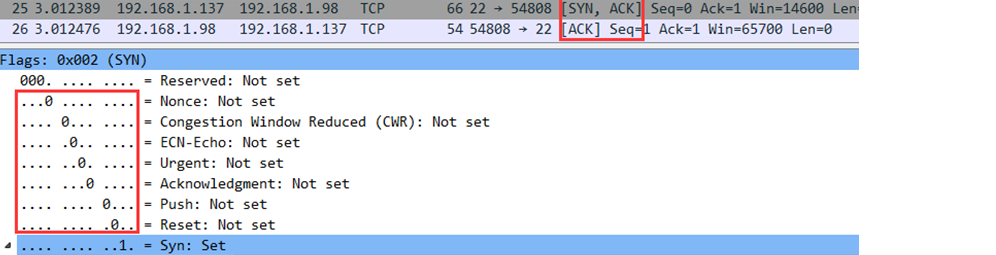 25 3.012389 192.168.1.137 192.168.1.98 TCP 66 22 → 54808 [SYN, ACK] Seq=0 Ack=1 Win=14600 Len=
26 3.012476 192.168.1.98 192.168.1.137 TCP 54 54808 → 22 [ACK] Seq=1 Ack=1 Win=65700 Len=0
Flags: 0x002 (SYN)
000. .... .... = Reserved: Not set
...0 .... .... = Nonce: Not set
.... 0... .... = Congestion Window Reduced (CWR): Not set
.... .0.. .... = ECN-Echo: Not set
.... ..0. .... = Urgent: Not set
.... ...0 .... = Acknowledgment: Not set
.... .... 0... = Push: Not set
.... .... .0.. = Reset: Not set
.... .... ..1. = Syn: Set